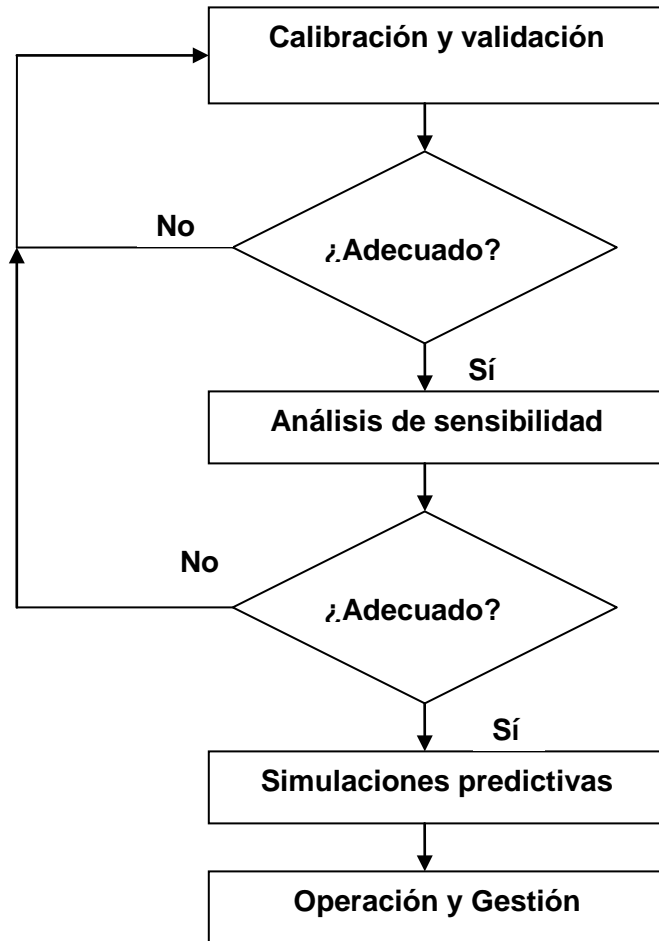 Calibración y validación
No
¿Adecuado?
Sí
Análisis de sensibilidad
No
¿Adecuado?
Sí
Simulaciones predictivas
Operación y Gestión